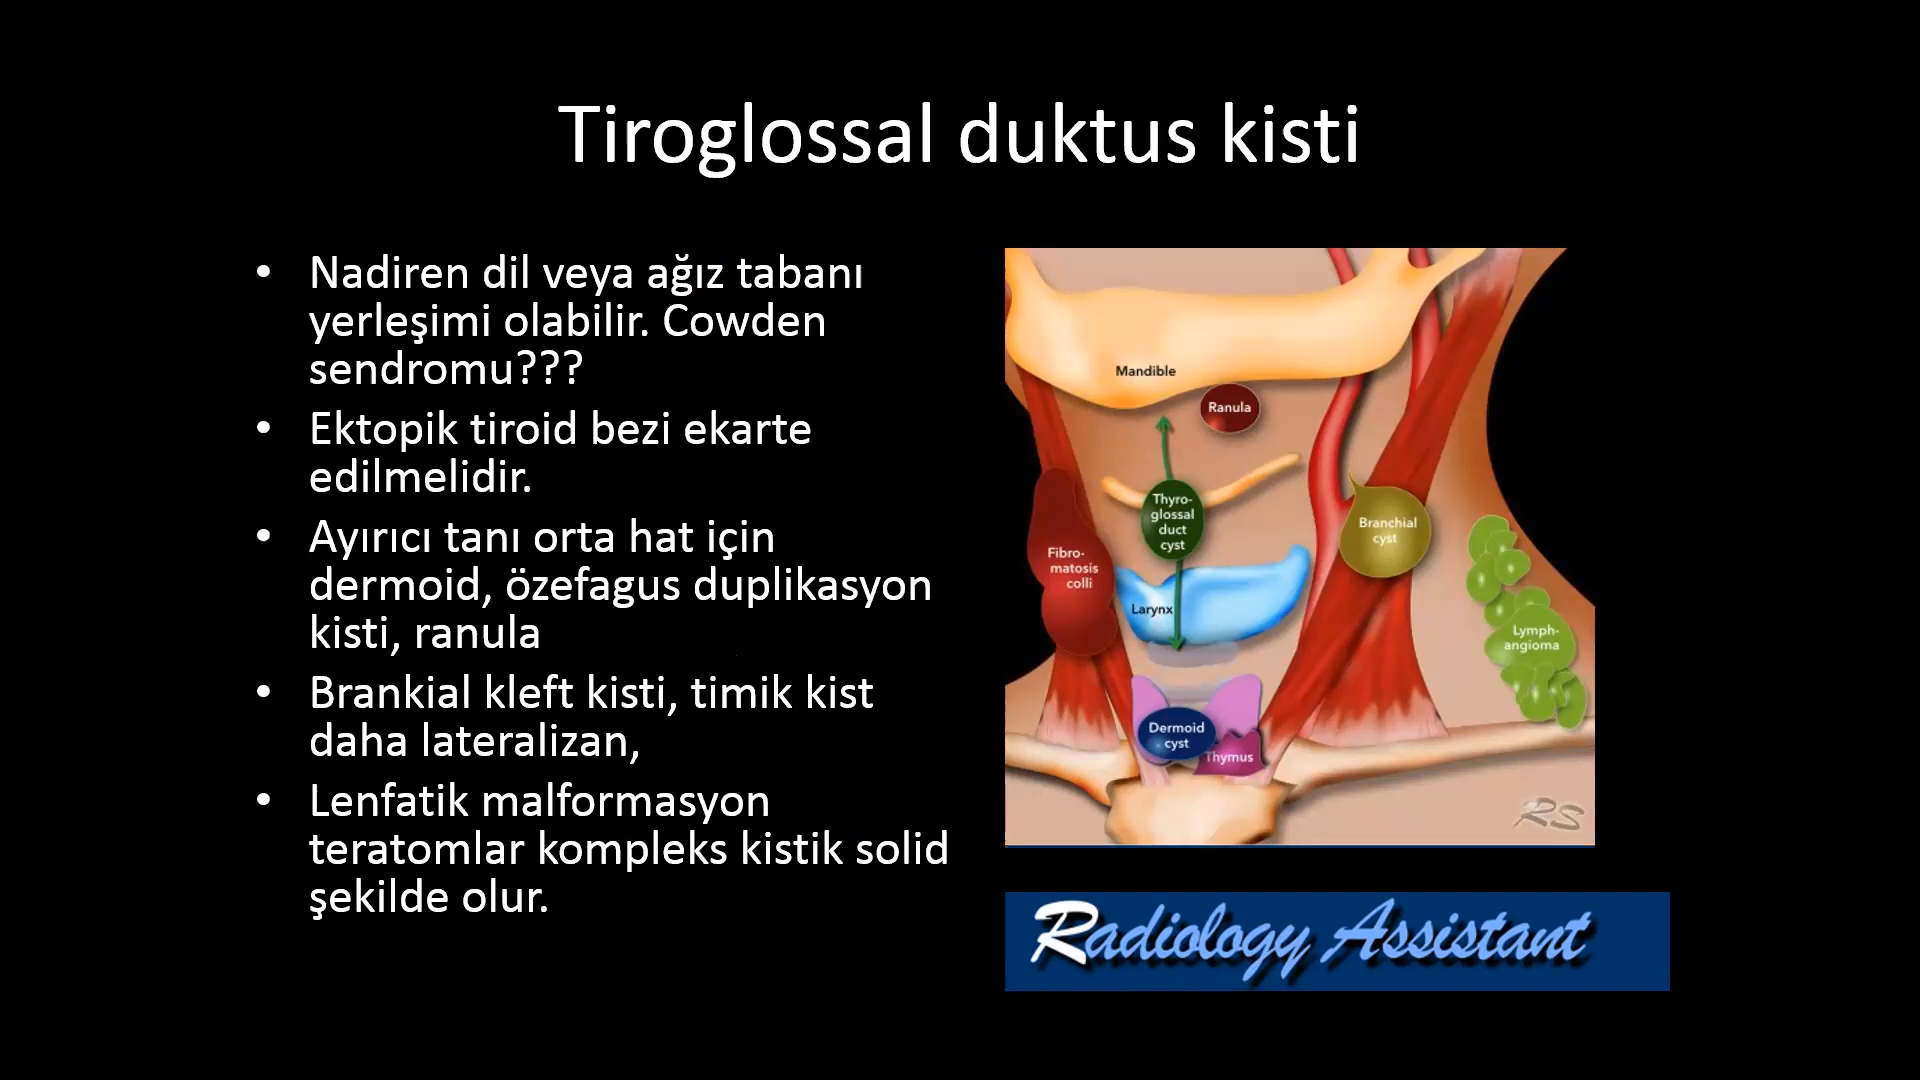 Tiroglossal duktus kisti
• Nadiren dil veya ağız tabanı
yerleşimi olabilir. Cowden
sendromu???
• Ektopik tiroid bezi ekarte
edilmelidir.
• Ayırıcı tanı orta hat için
dermoid, özefagus duplikasyon
kisti, ranula
• Brankial kleft kisti, timik kist
daha lateralizan,
• Lenfatik malformasyon
teratomlar kompleks kistik solid
şekilde olur.
Mandible
Ranula
Thyro-
glossal
duct
cyst
Branchial
cyst
Fibro-
matosis
colli
Larynx
Lymph-
angioma
Dermoid
cyst
Thymus
RS
Radiology Assistant